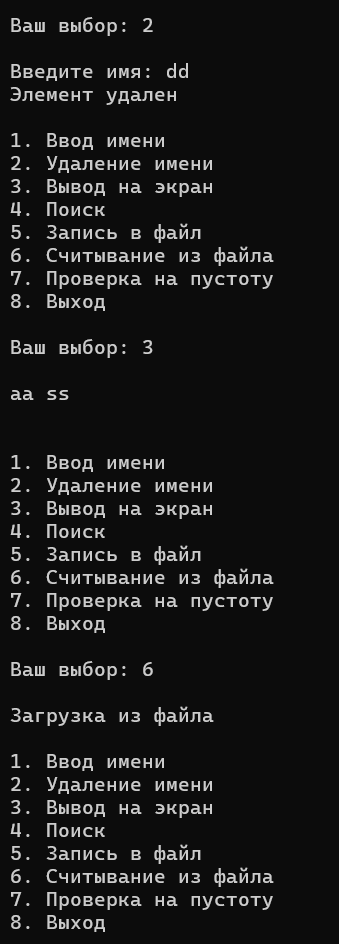 Ваш выбор: 2
Введите имя: dd
Элемент удален
1. Ввод имени
2. Удаление имени
3. Вывод на экран
4. Поиск
5. Запись в файл
6. Считывание из файла
7. Проверка на пустоту
8. Выход
Ваш выбор: 3
aa ss
1. Ввод имени
2. Удаление имени
3. Вывод на экран
4. Поиск
5. Запись в файл
6. Считывание из файла
7. Проверка на пустоту
8. Выход
Ваш выбор: 6
Загрузка из файла
1. Ввод имени
2. Удаление имени
3. Вывод на экран
4. Поиск
5. Запись в файл
6. Считывание из файла
7. Проверка на пустоту
8. Выход